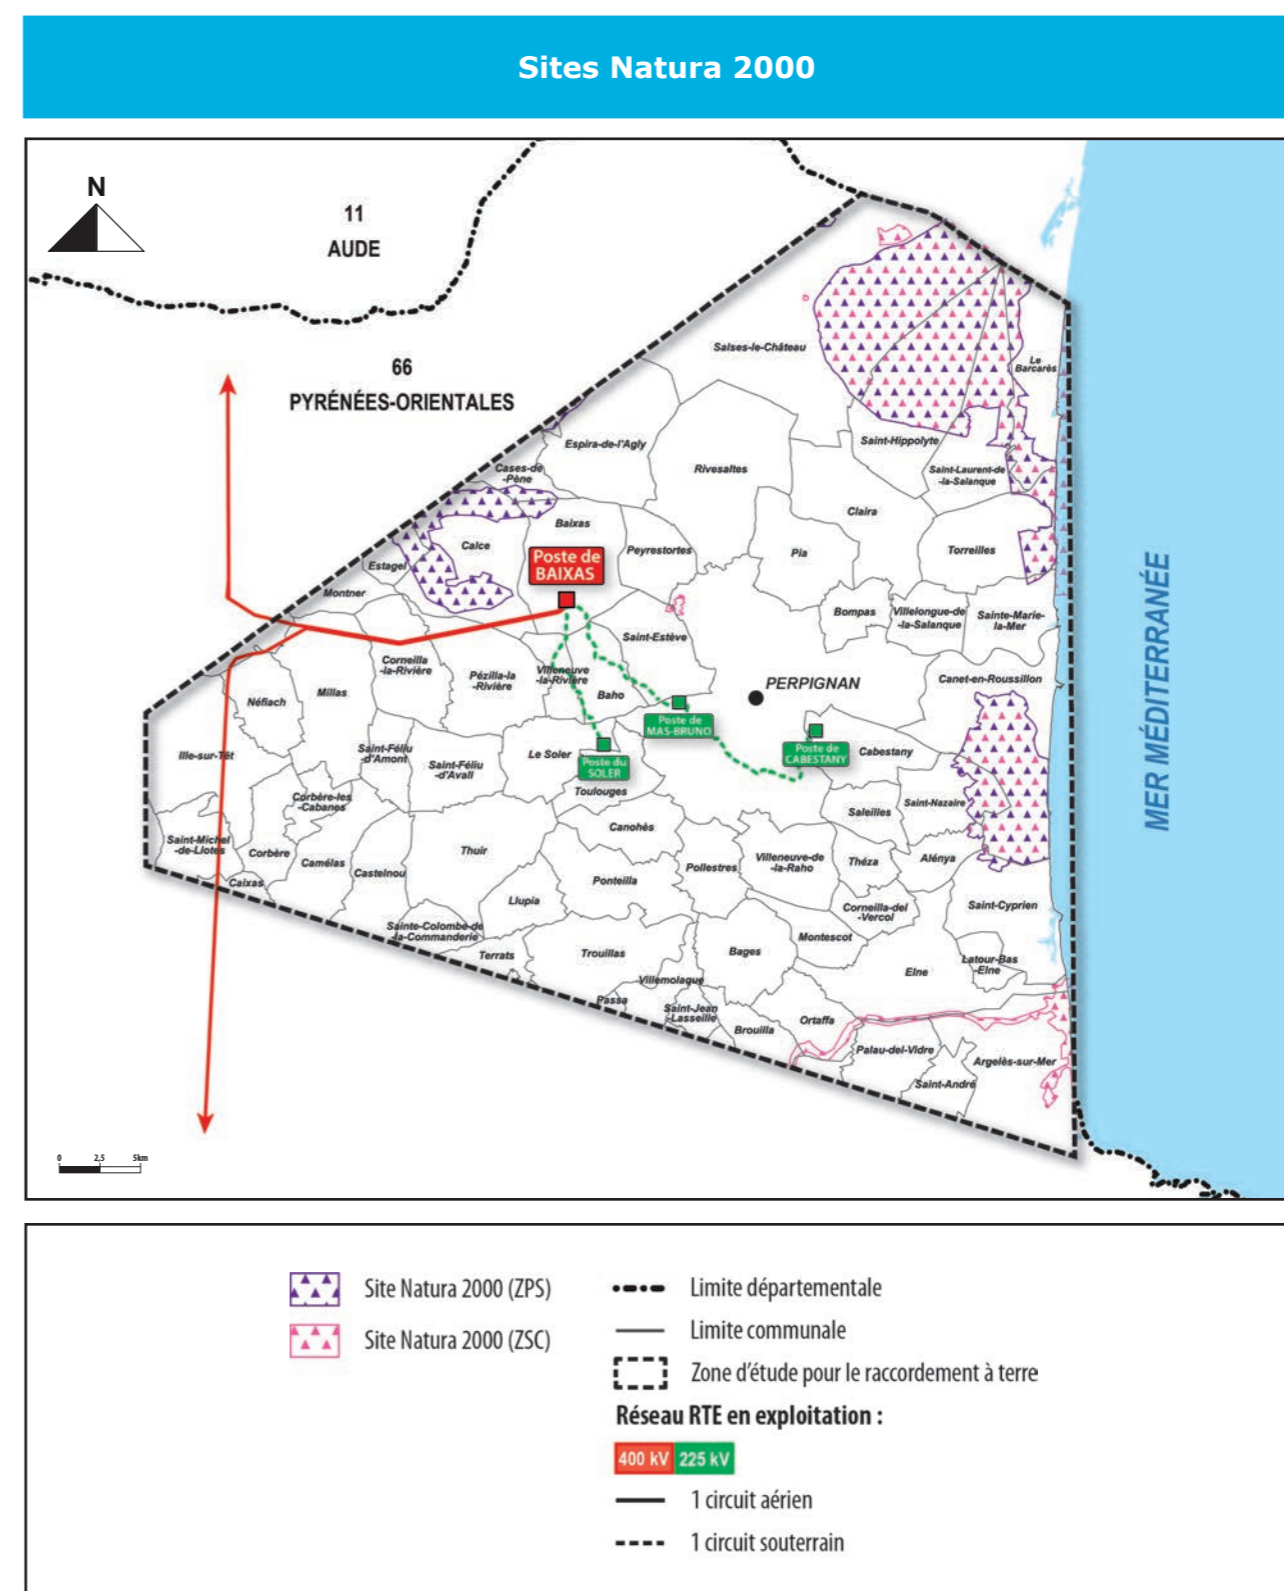 Sites Natura 2000
N
11
AUDE
66
PYRÉNÉES-ORIENTALES
Salses-le-Château
Le
Barcarès
Saint-Hippolyte
Espira-de-l'Agly
Cases-de
-Pène
Rivesaltes
Saint-Laurent-de
-la-Salanque
Claira
Baixas
Calce
Peyrestortes
Pia
Torreilles
Estagel
Poste de
BAIXAS
Montner
Bompas
Villelongue-de
-la-Salanque
Sainte-Marie-
la-Mer
Saint-Estève
Corneilla
-la-Rivière
Pézilla-la
-Rivière
Villeneuve
-la-Rivière
Baho
PERPIGNAN
Canet-en-Roussillon
MER MÉDITERRANÉE
Néfiach
Millas
Poste de
MAS-BRUNO
Ille-sur-Têt
Saint-Féliu
-d'Amont
Saint-Féliu
-d'Avall
Le Soler
Poste du
SOLER
Poste de
CABESTANY
Cabestany
Toulouges
Corbère-les
-Cabanes
Saleilles
Saint-Nazaire
Saint-Michel
-de-Llotes
Corbère
Camélas
Castelnou
Thuir
Canohès
Pollestres
Villeneuve-de
-la-Raho
Théza
Alénya
Caixas
Ponteilla
Llupia
Corneilla-del
-Vercol
Saint-Cyprien
Sainte-Colombe-de
-la-Commanderie
Terrats
Trouillas
Bages
Montescot
Elne
Latour-Bas
-Elne
Villemolaque
Passa
Saint-Jean
-Lasseille
Brouilla
Ortaffa
Palau-del-Vidre
Argelès-sur-Mer
Saint-André
0 2,5 5km
Site Natura 2000 (ZPS)
Site Natura 2000 (ZSC)
Limite départementale
Limite communale
Zone d'étude pour le raccordement à terre
Réseau RTE en exploitation :
400 kV 225 kV
1 circuit aérien
1 circuit souterrain